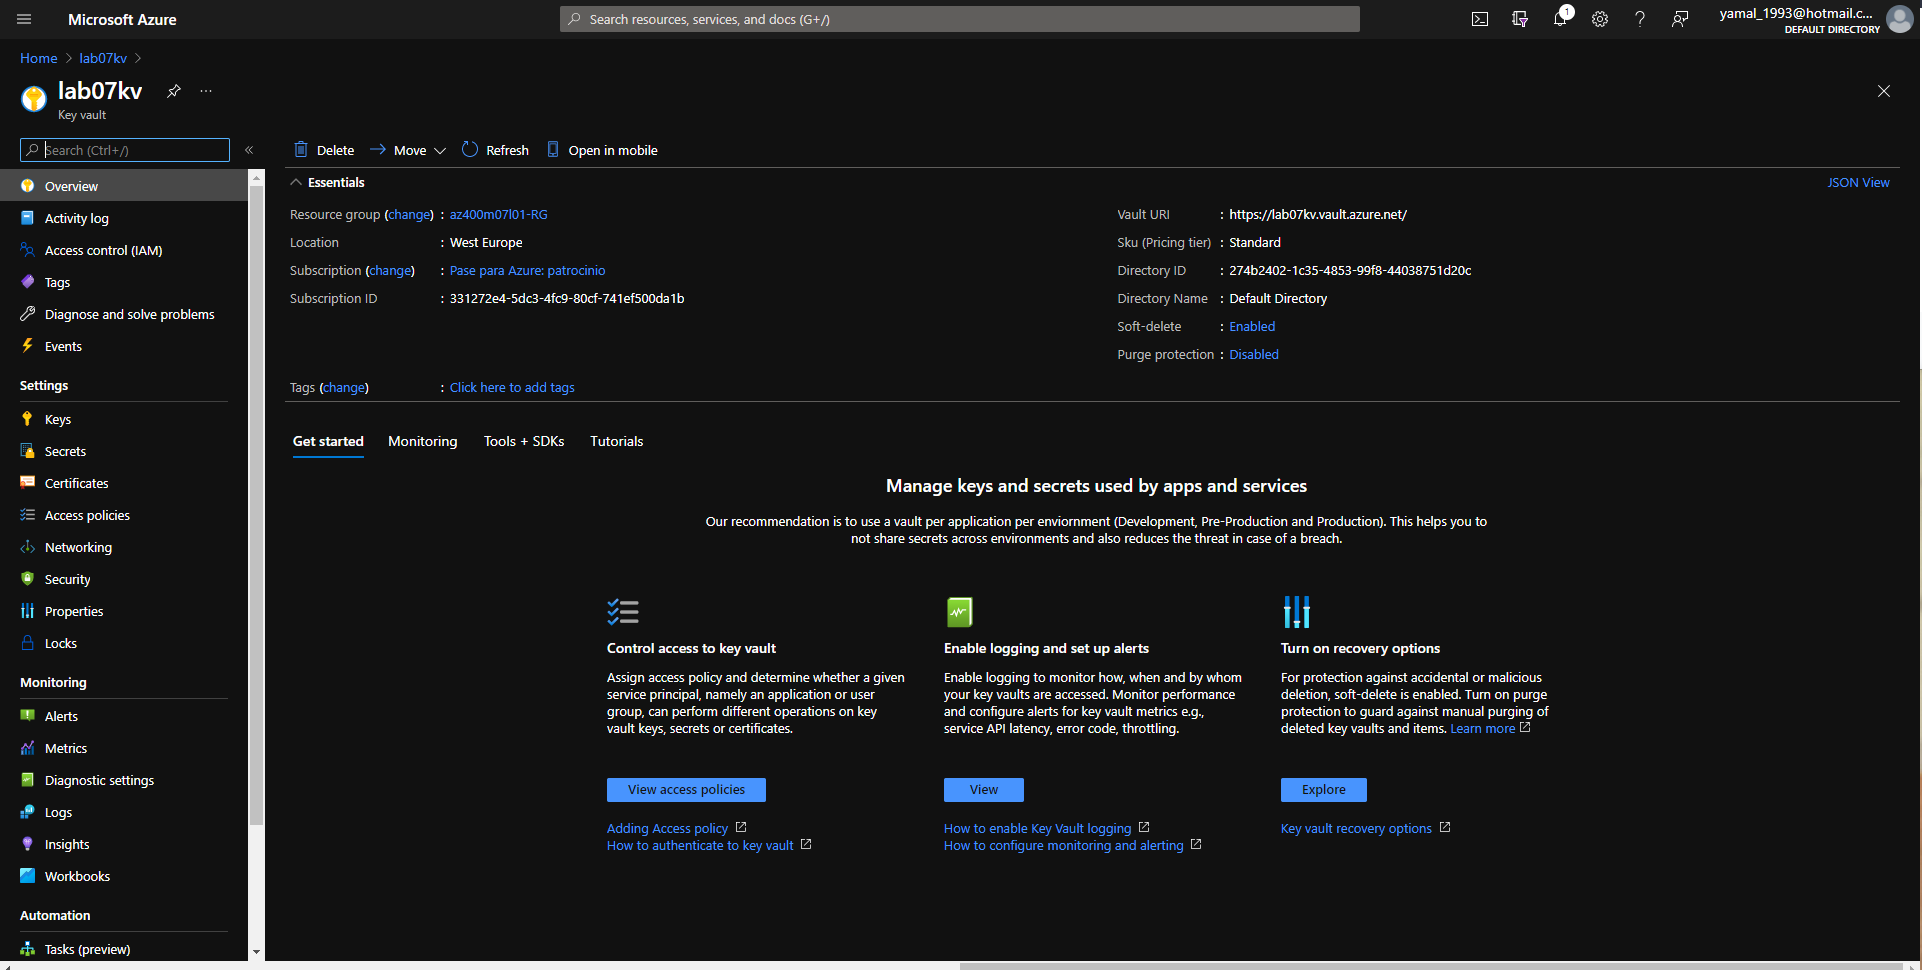 Microsoft Azure
Search resources, services, and docs (G+/)
1
yamal_1993@hotmail.c...
DEFAULT DIRECTORY
Home > lab07kv >
lab07kv
Key vault
Search (Ctrl+/)
Overview
Activity log
Access control (IAM)
Tags
Diagnose and solve problems
Events
Settings
Keys
Secrets
Certificates
Access policies
Networking
Security
Properties
Locks
Monitoring
Alerts
Metrics
Diagnostic settings
Logs
Insights
Workbooks
Automation
Tasks (preview)
Delete Move Refresh Open in mobile
Essentials
JSON View
Resource group (change) : az400m07l01-RG
Location : West Europe
Subscription (change) : Pase para Azure: patrocinio
Subscription ID : 331272e4-5dc3-4fc9-80cf-741ef500da1b
Vault URI : https://lab07kv.vault.azure.net/
Sku (Pricing tier) : Standard
Directory ID : 274b2402-1c35-4853-99f8-44038751d20c
Directory Name : Default Directory
Soft-delete : Enabled
Purge protection : Disabled
Tags (change) : Click here to add tags
Get started Monitoring Tools + SDKs Tutorials
Manage keys and secrets used by apps and services
Our recommendation is to use a vault per application per enviornment (Development, Pre-Production and Production). This helps you to
not share secrets across environments and also reduces the threat in case of a breach.
Control access to key vault
Assign access policy and determine whether a given
service principal, namely an application or user
group, can perform different operations on key
vault keys, secrets or certificates.
View access policies
Adding Access policy
How to authenticate to key vault
Enable logging and set up alerts
Enable logging to monitor how, when and by whom
your key vaults are accessed. Monitor performance
and configure alerts for key vault metrics e.g.,
service API latency, error code, throttling.
View
How to enable Key Vault logging
How to configure monitoring and alerting
Turn on recovery options
For protection against accidental or malicious
deletion, soft-delete is enabled. Turn on purge
protection to guard against manual purging of
deleted key vaults and items. Learn more
Explore
Key vault recovery options